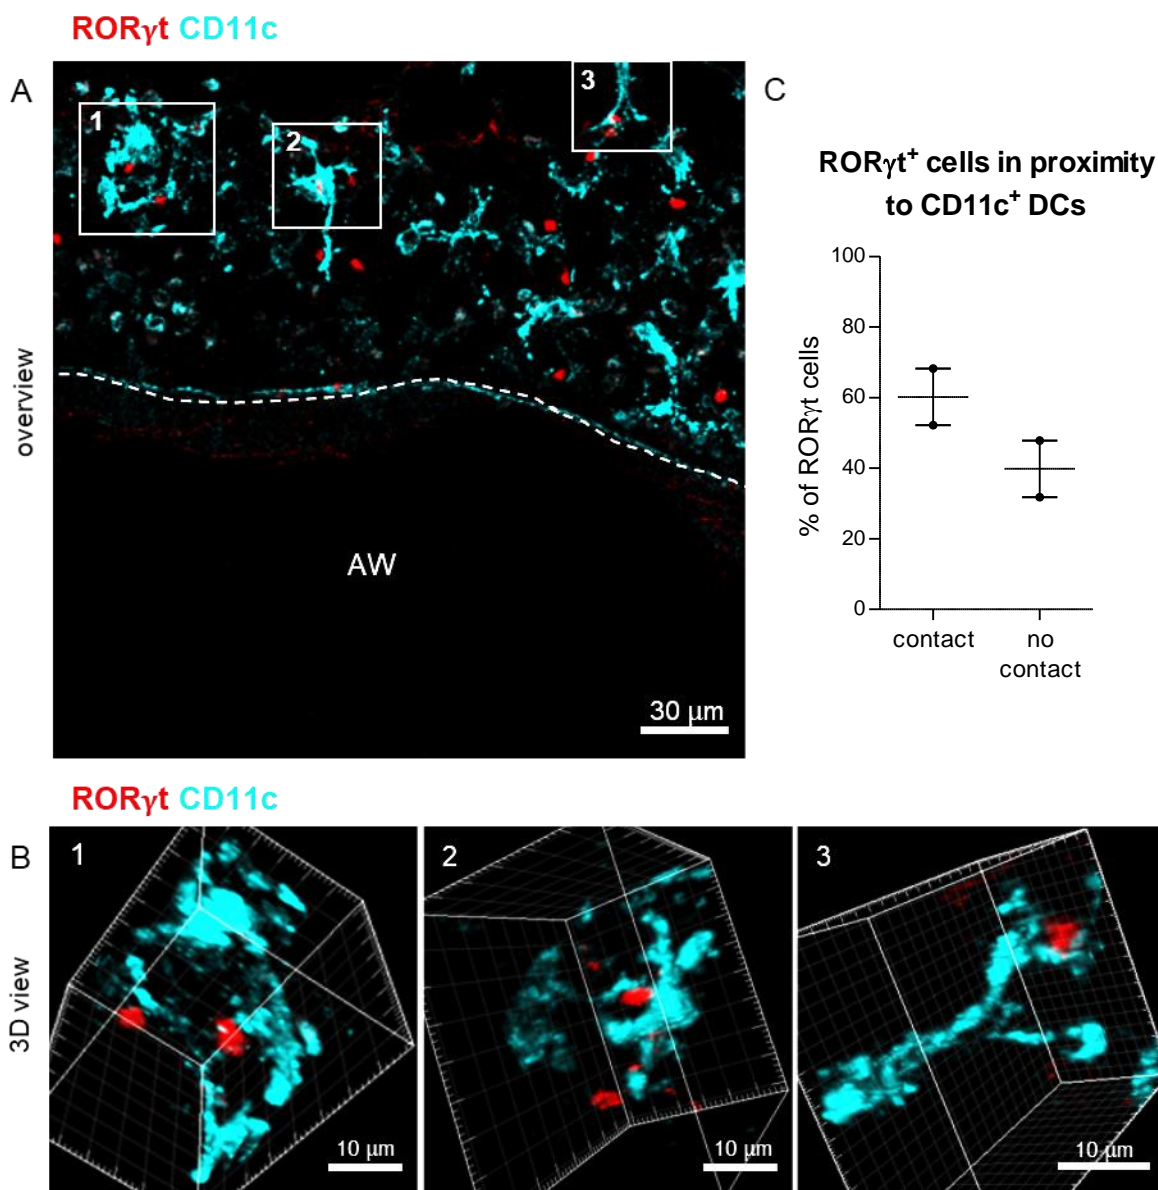 RORγt CD11c
A
1
2
3
overview
AW
30 µm
C
RORγt⁺ cells in proximity
to CD11c⁺ DCs
% of RORγt cells
100
80
60
40
20
0
contact
no
contact
RORγt CD11c
B
3D view
1
10 µm
2
10 µm
3
10 µm